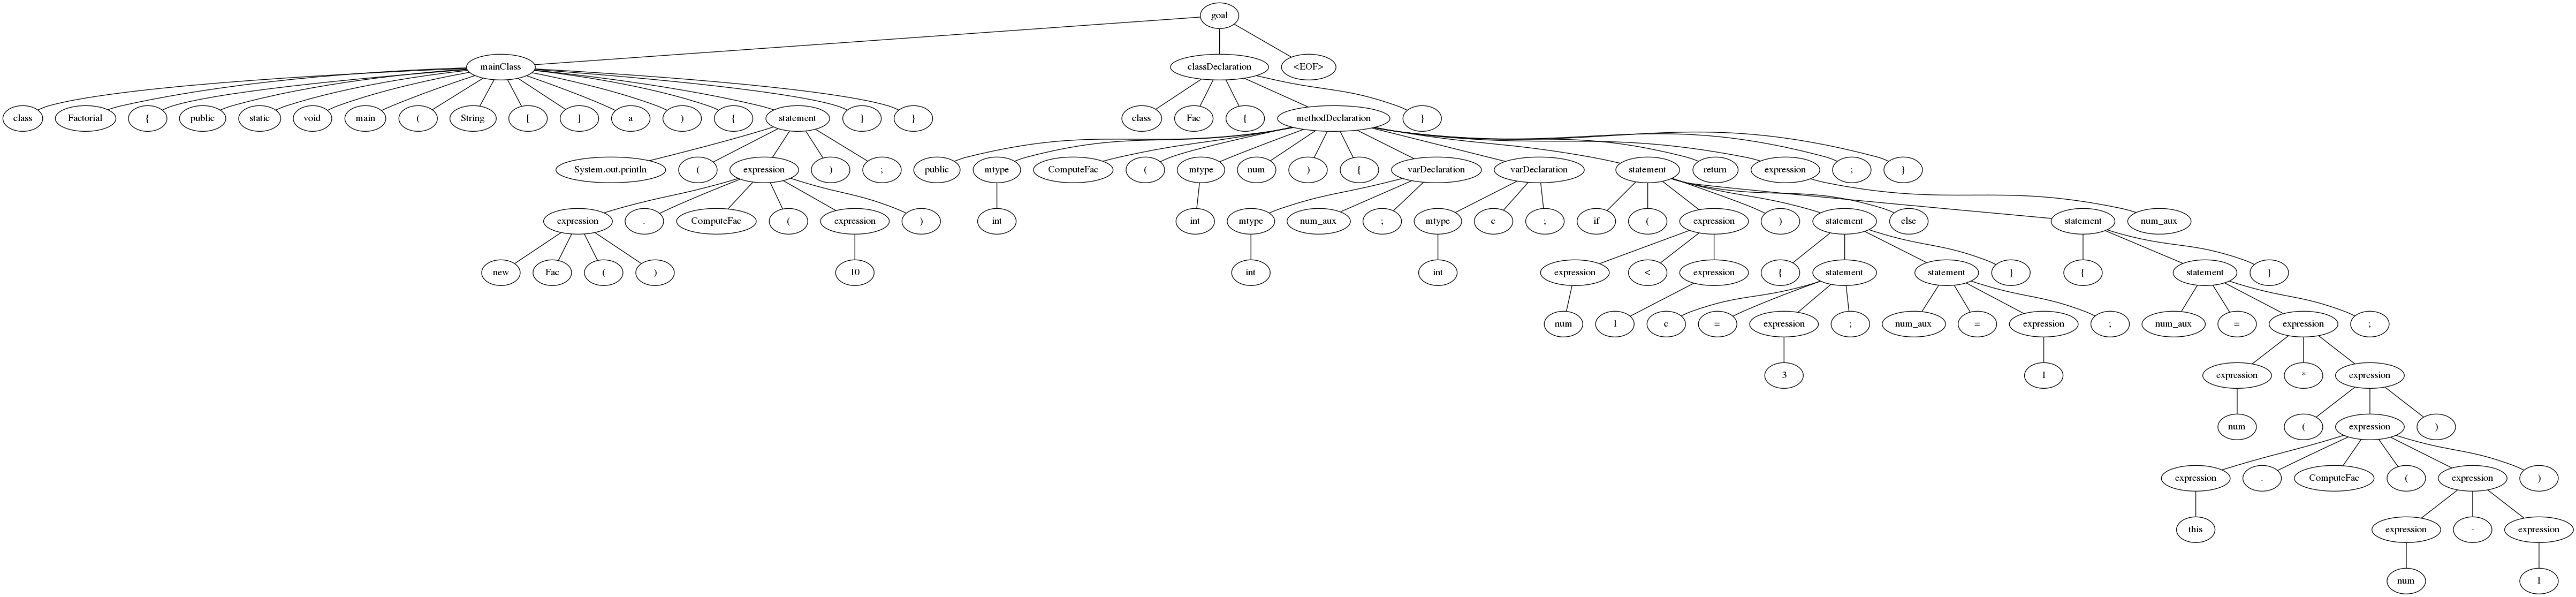 goal
mainClass classDeclaration <EOF>
class Factorial { public static void main ( String [ ] a ) { statement } } class Fac { methodDeclaration }
System.out.println ( expression ) ; public mtype ComputeFac ( mtype num ) { varDeclaration varDeclaration statement return expression ; }
expression . ComputeFac ( expression ) int int mtype num_aux ; mtype c ; if ( expression ) statement else statement num_aux
new Fac ( ) 10 int int expression < expression { statement statement } { statement }
num 1 c = expression ; num_aux = expression ; num_aux = expression ;
3 1 expression * expression
num ( expression )
expression . ComputeFac ( expression )
this expression - expression
num 1